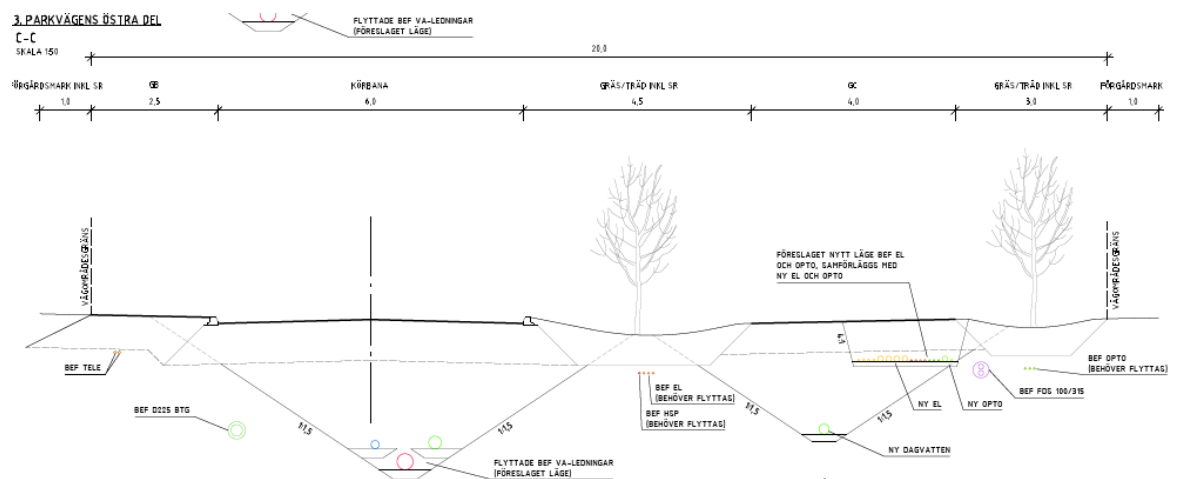 3. PARKVÄGENS ÖSTRA DEL
C-C
SKALA 1:50
FLYTTADE BEF VA-LEDNINGAR
(FÖRESLAGET LÄGE)
20,0
FÖRGÅRDSMARK INKL SR
GB
KÖRBANA
GRÄS/TRÄD INKL SR
GC
GRÄS/TRÄD INKL SR
FÖRGÅRDSMARK
1,0
2,5
6,0
4,5
4,0
3,0
1,0
VÄGOMRÅDESGRÄNS
VÄGOMRÅDESGRÄNS
FÖRESLAGET NYTT LÄGE BEF EL
OCH OPTO, SAMFÖRLÄGGS MED
NY EL OCH OPTO
4:1
BEF TELE
BEF EL
(BEHÖVER FLYTTAS)
BEF HSP
(BEHÖVER FLYTTAS)
BEF OPTO
(BEHÖVER FLYTTAS)
BEF FDS 100/315
NY EL
NY OPTO
BEF D225 BTG
1:1,5
1:1,5
1:1,5
1:1,5
NY DAGVATTEN
FLYTTADE BEF VA-LEDNINGAR
(FÖRESLAGET LÄGE)